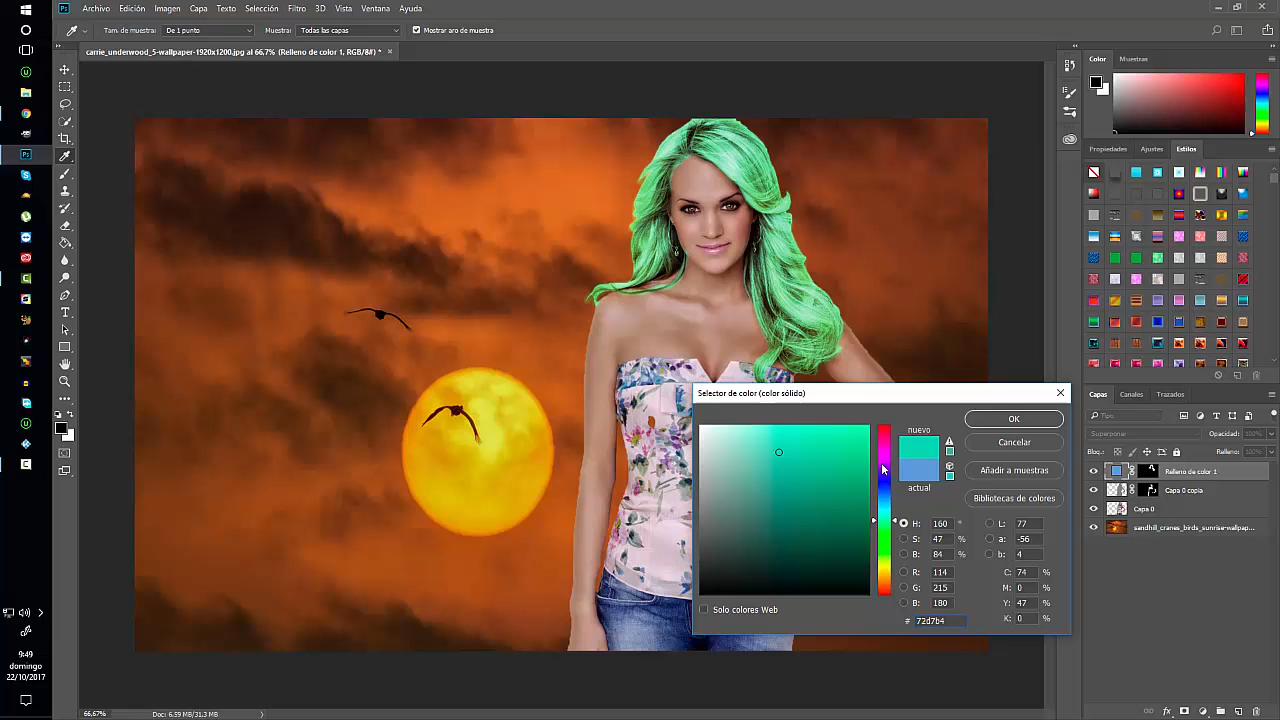 Archivo Edición Imagen Capa Texto Selección Filtro 3D Vista Ventana Ayuda
Tam. de muestra: De 1 punto Muestra: Todas las capas Mostrar aro de muestra
carrie_underwood_5-wallpaper-1920x1200.jpg al 66,7% (Relleno de color 1, RGB/8#) *
Color Muestras
Propiedades Ajustes Estilos
Selector de color (color sólido)
nuevo
actual
OK
Cancelar
Añadir a muestras
Bibliotecas de colores
H: 160 ° L: 77
S: 47 % a: -56
B: 84 % b: 4
R: 114 C: 74 %
G: 215 M: 0 %
B: 180 Y: 47 %
# 72d7b4 K: 0 %
Solo colores Web
Capas Canales Trazados
Tipo
Superponer Opacidad: 100%
Bloq.: Relleno: 100%
Relleno de color 1
Capa 0 copia
Capa 0
sandhill_cranes_birds_sunrise-wallpap...
9:49
domingo
22/10/2017
66,67% Doc: 6.59 MB/31.3 MB